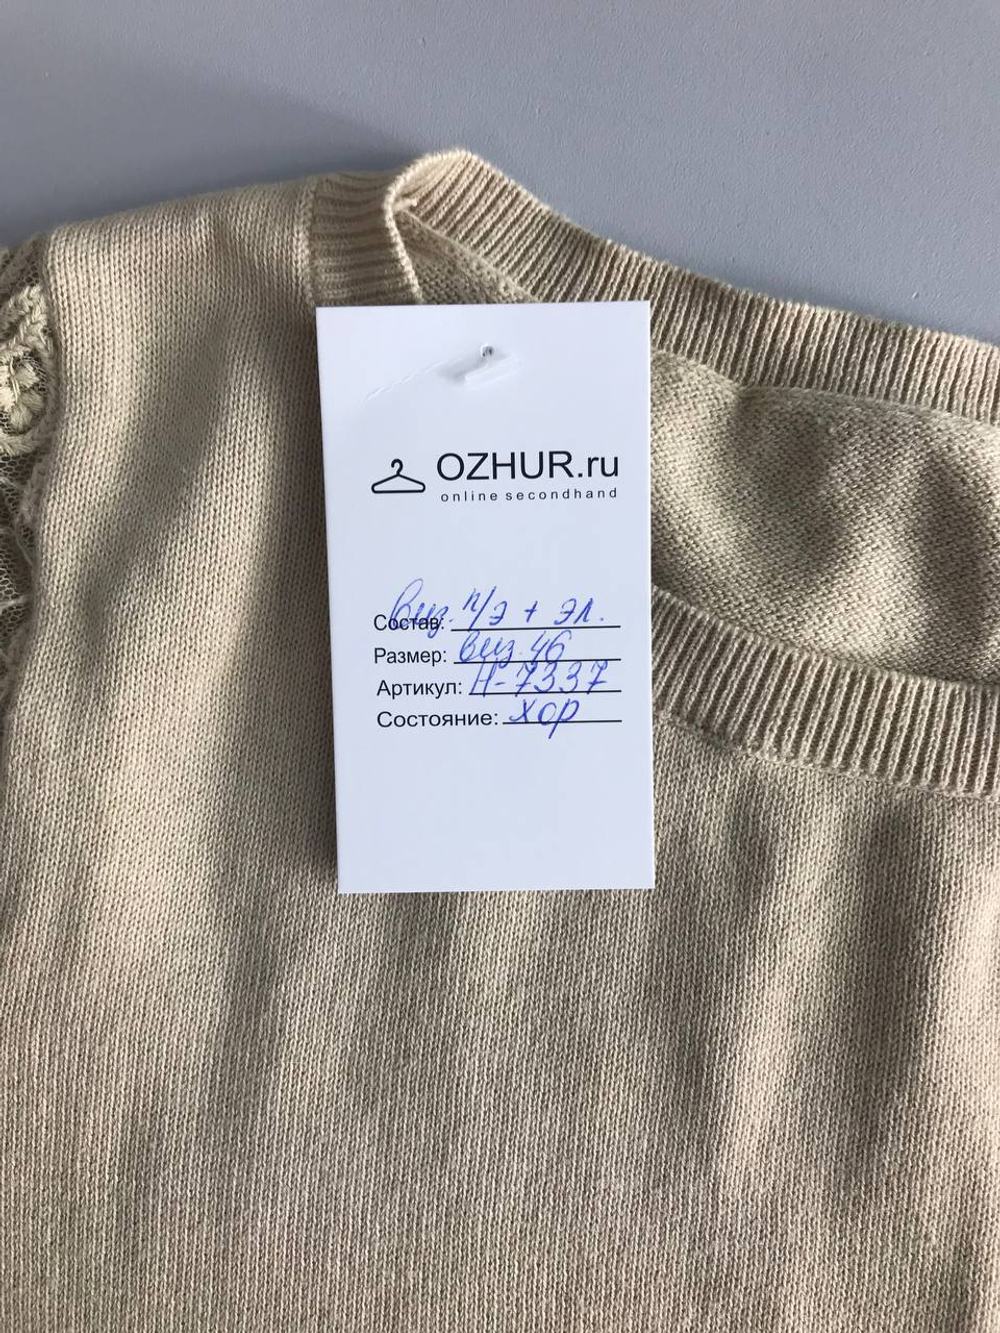 OZHUR.ru
online secondhand
Состав: виз. п/э + эл.
Размер: виз. 46
Артикул: Н-7337
Состояние: хор